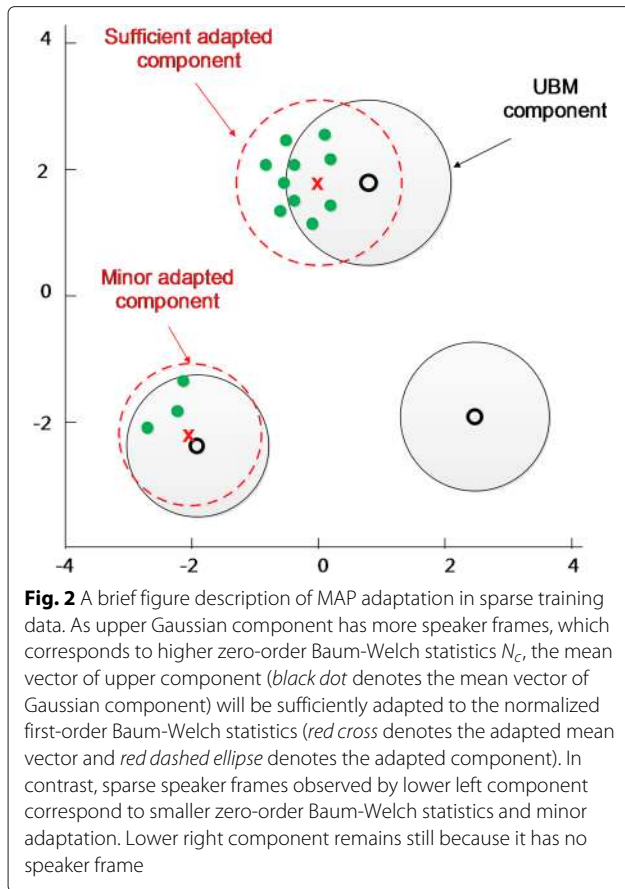 4
Sufficient adapted
component
UBM
component
2
0
Minor adapted
component
x
x
-2
-4
-2
0
2
4
Fig. 2 A brief figure description of MAP adaptation in sparse training
data. As upper Gaussian component has more speaker frames, which
corresponds to higher zero-order Baum-Welch statistics Nc, the mean
vector of upper component (black dot denotes the mean vector of
Gaussian component) will be sufficiently adapted to the normalized
first-order Baum-Welch statistics (red cross denotes the adapted mean
vector and red dashed ellipse denotes the adapted component). In
contrast, sparse speaker frames observed by lower left component
correspond to smaller zero-order Baum-Welch statistics and minor
adaptation. Lower right component remains still because it has no
speaker frame